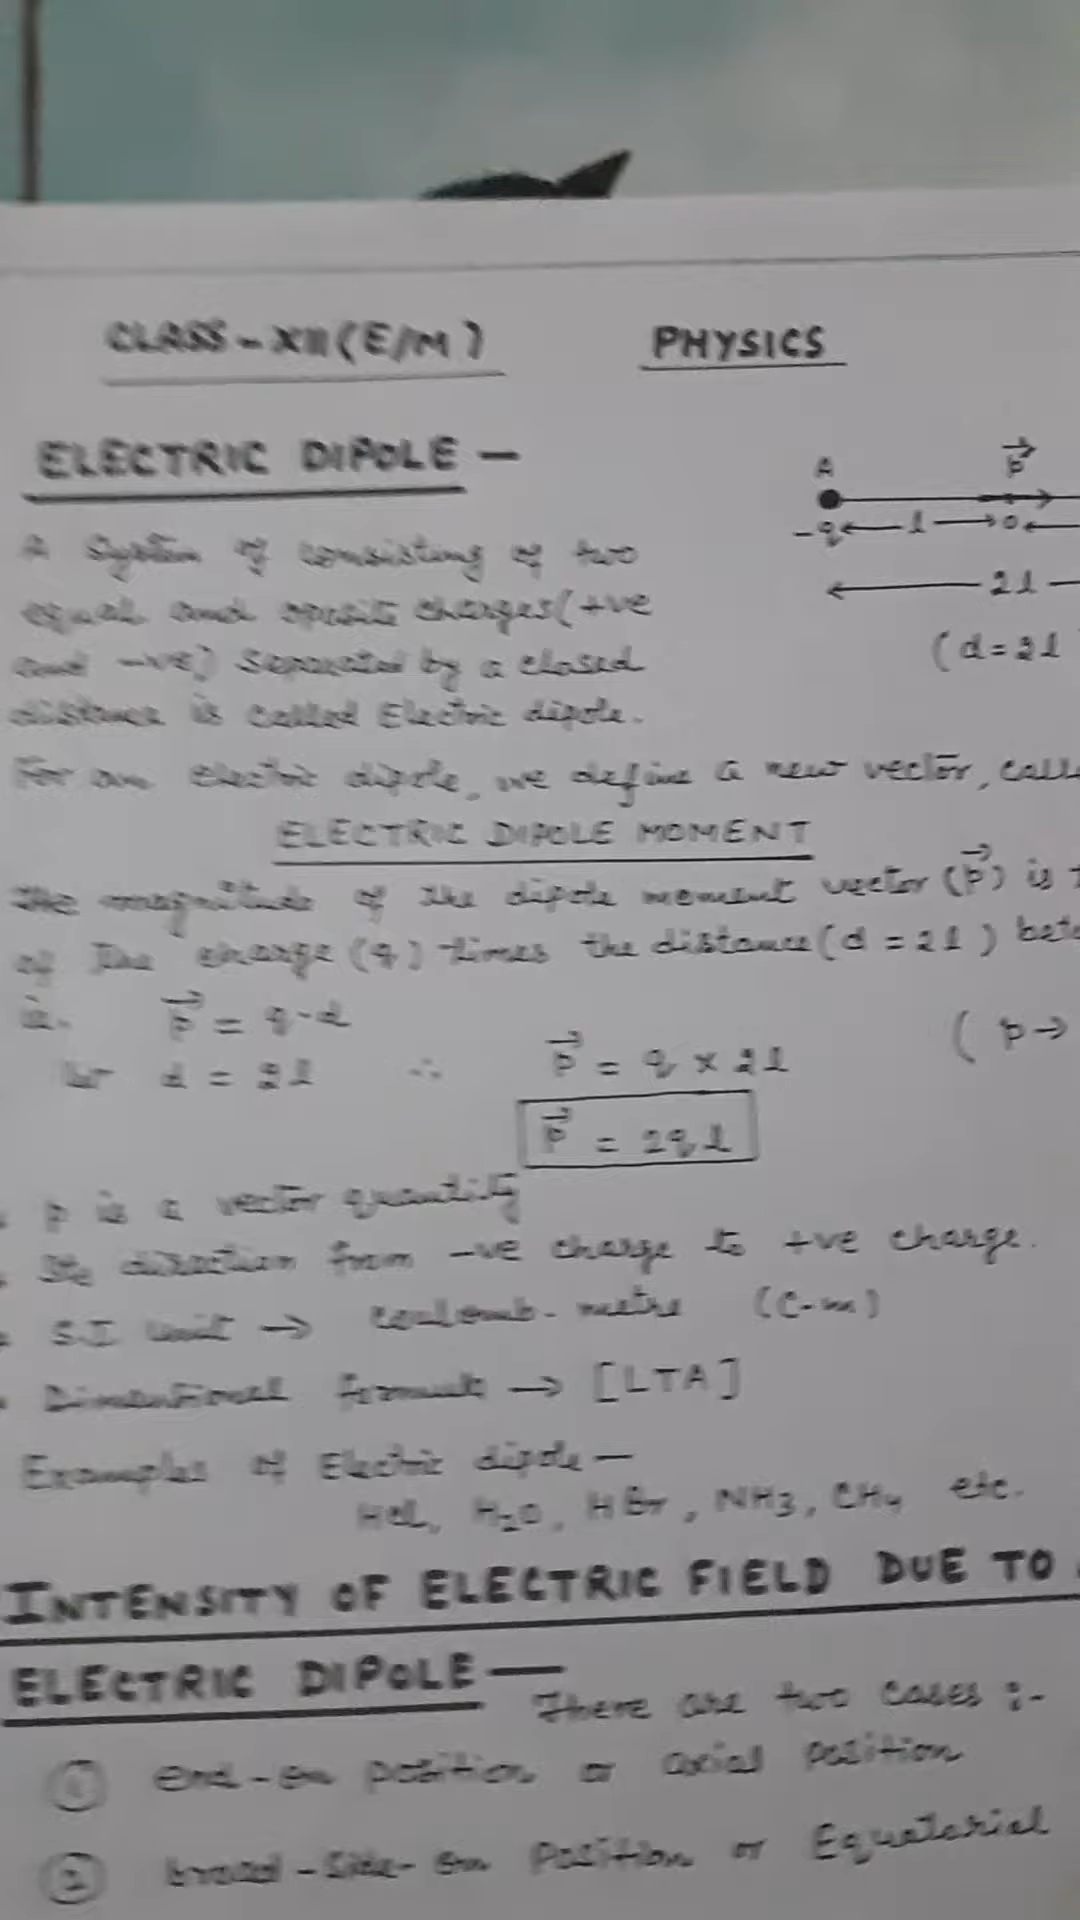 CLASS-XII(E/M) PHYSICS
ELECTRIC DIPOLE —
A p⃗
-q ← l → o ←
← 2l —
(d=2l
A system of consisting of two
equal and oposite charges(+ve
and -ve) separated by a closed
distance is called Electric dipole.
For an Electric dipole, we define a new vector,
ELECTRIC DIPOLE MOMENT
The magnitude of the dipole moment vector (p⃗) is
of the charge (q) times the distance (d = 2l)
ie. p⃗ = q·d
d = 2l ∴ p⃗ = q × 2l (p→
p⃗ = 2ql
p is a vector quantity
Its direction from -ve charge to +ve charge.
S.I unit → coulomb-metre (C-m)
Dimentional formula → [LTA]
Examples of Electric dipole —
HCl, H₂O, HBr, NH₃, CH₄ etc.
INTENSITY OF ELECTRIC FIELD DUE TO
ELECTRIC DIPOLE — There are two cases :-
① end-on position or axial position
② broad-side-on Position or Equatorial